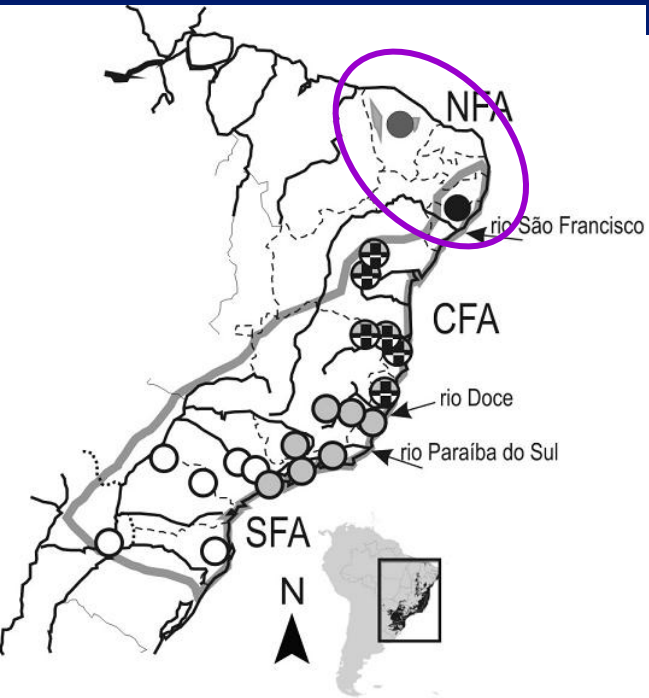 NFA
rio São Francisco
CFA
rio Doce
rio Paraíba do Sul
SFA
N